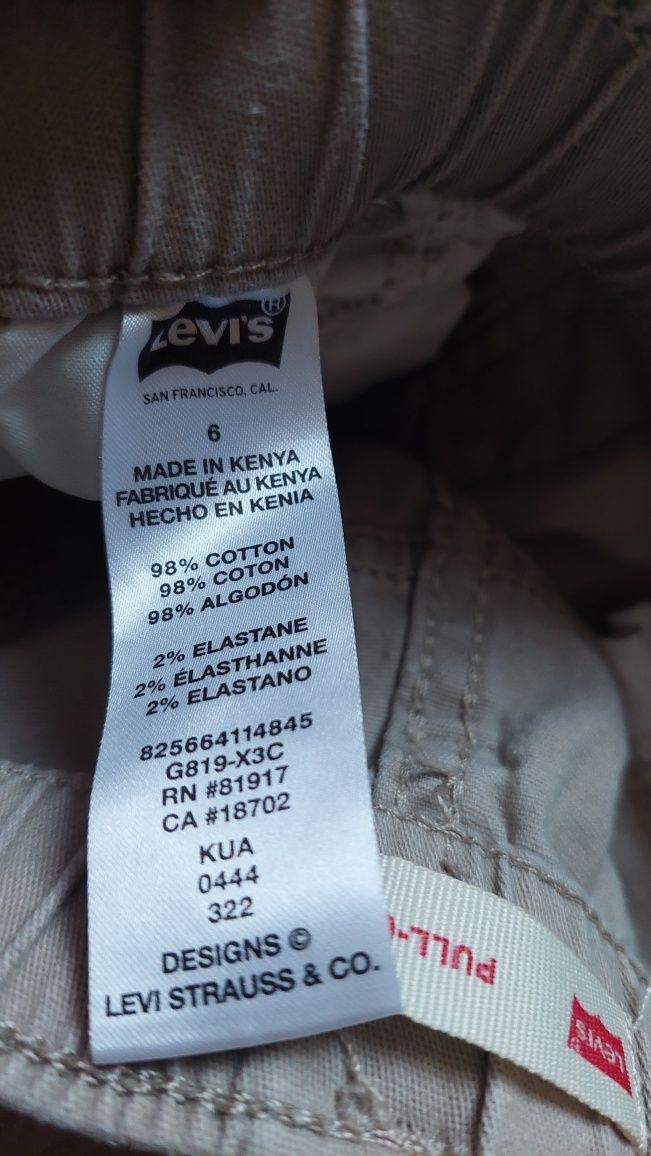 Levi's®
SAN FRANCISCO, CAL.
6
MADE IN KENYA
FABRIQUÉ AU KENYA
HECHO EN KENIA
98% COTTON
98% COTON
98% ALGODÓN
2% ELASTANE
2% ÉLASTHANNE
2% ELASTANO
825664114845
G819-X3C
RN #81917
CA #18702
KUA
0444
322
DESIGNS ©
LEVI STRAUSS & CO.
PULL-
LEVI'S